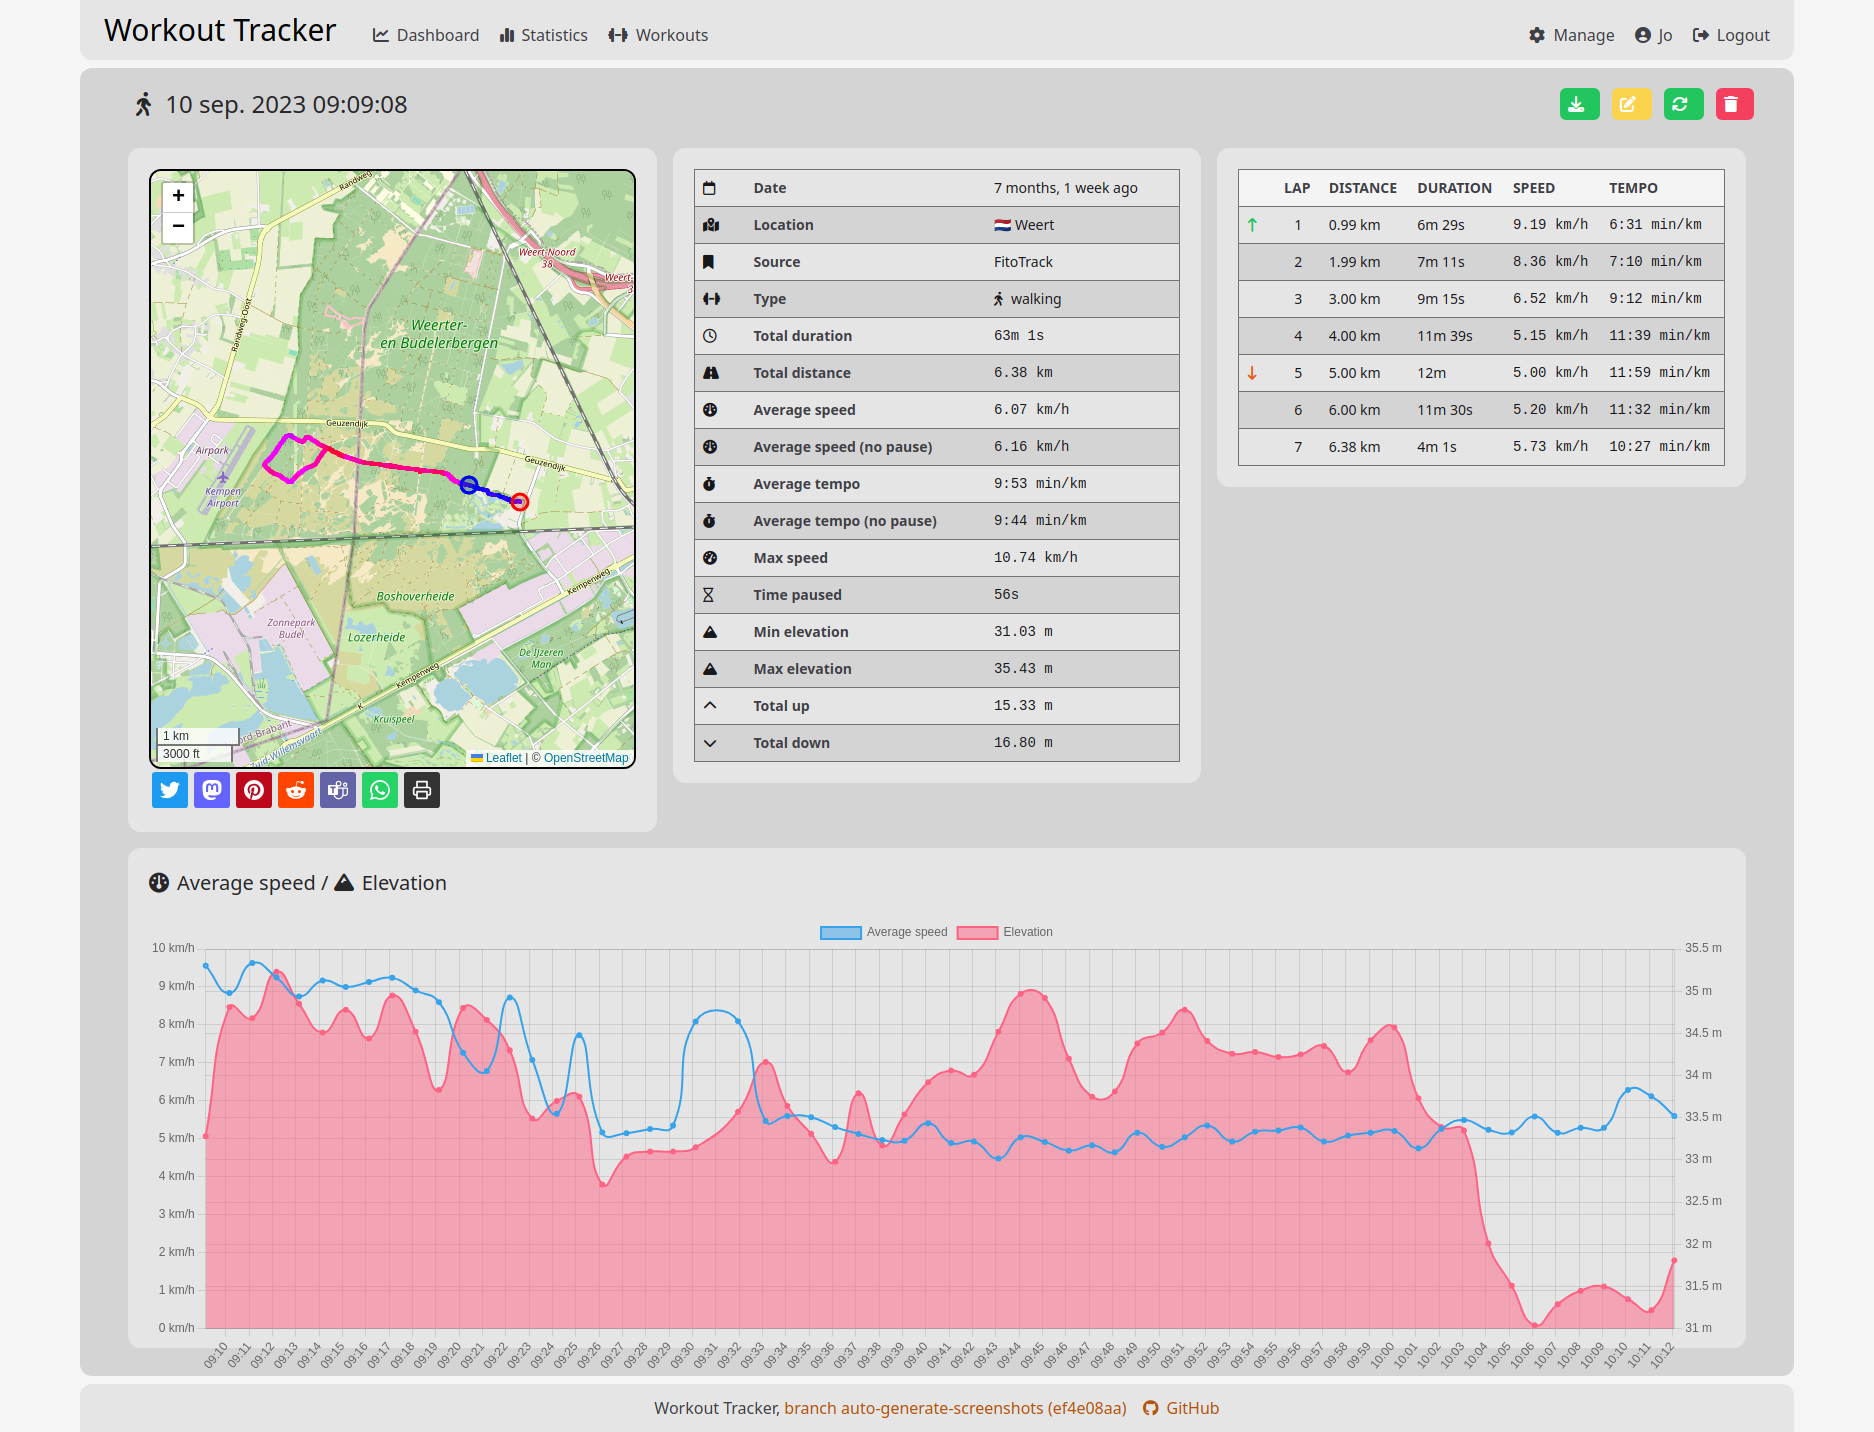 Workout Tracker
Dashboard
Statistics
Workouts
Manage
Jo
Logout
10 sep. 2023 09:09:08
+
−
Randweg
Weert-Noord
38
Weert-
Randweg-Oost
Weerter-
en Budelerbergen
Geuzendijk
Geuzendijk
Airpark
Kempen
Airport
Kempenweg
Boshoverheide
Zonnepark
Budel
Lozerheide
De IJzeren
Man
Kempenweg
K
Kruispeel
ord-Brabant
Zuid-Willemsvaart
1 km
3000 ft
Leaflet | © OpenStreetMap
Date 7 months, 1 week ago
Location Weert
Source FitoTrack
Type walking
Total duration 63m 1s
Total distance 6.38 km
Average speed 6.07 km/h
Average speed (no pause) 6.16 km/h
Average tempo 9:53 min/km
Average tempo (no pause) 9:44 min/km
Max speed 10.74 km/h
Time paused 56s
Min elevation 31.03 m
Max elevation 35.43 m
Total up 15.33 m
Total down 16.80 m
LAP DISTANCE DURATION SPEED TEMPO
1 0.99 km 6m 29s 9.19 km/h 6:31 min/km
2 1.99 km 7m 11s 8.36 km/h 7:10 min/km
3 3.00 km 9m 15s 6.52 km/h 9:12 min/km
4 4.00 km 11m 39s 5.15 km/h 11:39 min/km
5 5.00 km 12m 5.00 km/h 11:59 min/km
6 6.00 km 11m 30s 5.20 km/h 11:32 min/km
7 6.38 km 4m 1s 5.73 km/h 10:27 min/km
Average speed / Elevation
Average speed
Elevation
10 km/h
9 km/h
8 km/h
7 km/h
6 km/h
5 km/h
4 km/h
3 km/h
2 km/h
1 km/h
0 km/h
35.5 m
35 m
34.5 m
34 m
33.5 m
33 m
32.5 m
32 m
31.5 m
31 m
09:10
09:11
09:12
09:13
09:14
09:15
09:16
09:17
09:18
09:19
09:20
09:21
09:22
09:23
09:24
09:25
09:26
09:27
09:28
09:29
09:30
09:31
09:32
09:33
09:34
09:35
09:36
09:37
09:38
09:39
09:40
09:41
09:42
09:43
09:44
09:45
09:46
09:47
09:48
09:49
09:50
09:51
09:52
09:53
09:54
09:55
09:56
09:57
09:58
09:59
10:00
10:01
10:02
10:03
10:04
10:05
10:06
10:07
10:08
10:09
10:10
10:11
10:12
Workout Tracker, branch auto-generate-screenshots (ef4e08aa) GitHub